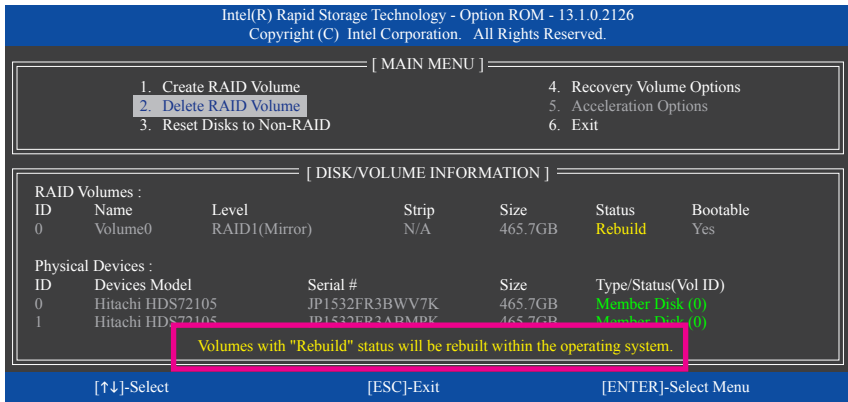 Intel(R) Rapid Storage Technology - Option ROM - 13.1.0.2126
Copyright (C) Intel Corporation. All Rights Reserved.
[ MAIN MENU ]
1. Create RAID Volume
2. Delete RAID Volume
3. Reset Disks to Non-RAID
4. Recovery Volume Options
5. Acceleration Options
6. Exit
[ DISK/VOLUME INFORMATION ]
RAID Volumes :
ID Name Level Strip Size Status Bootable
0 Volume0 RAID1(Mirror) N/A 465.7GB Rebuild Yes
Physical Devices :
ID Devices Model Serial # Size Type/Status(Vol ID)
0 Hitachi HDS72105 JP1532FR3BWV7K 465.7GB Member Disk (0)
1 Hitachi HDS72105 JP1532FR3ABMPK 465.7GB Member Disk (0)
Volumes with "Rebuild" status will be rebuilt within the operating system.
[↑↓]-Select [ESC]-Exit [ENTER]-Select Menu